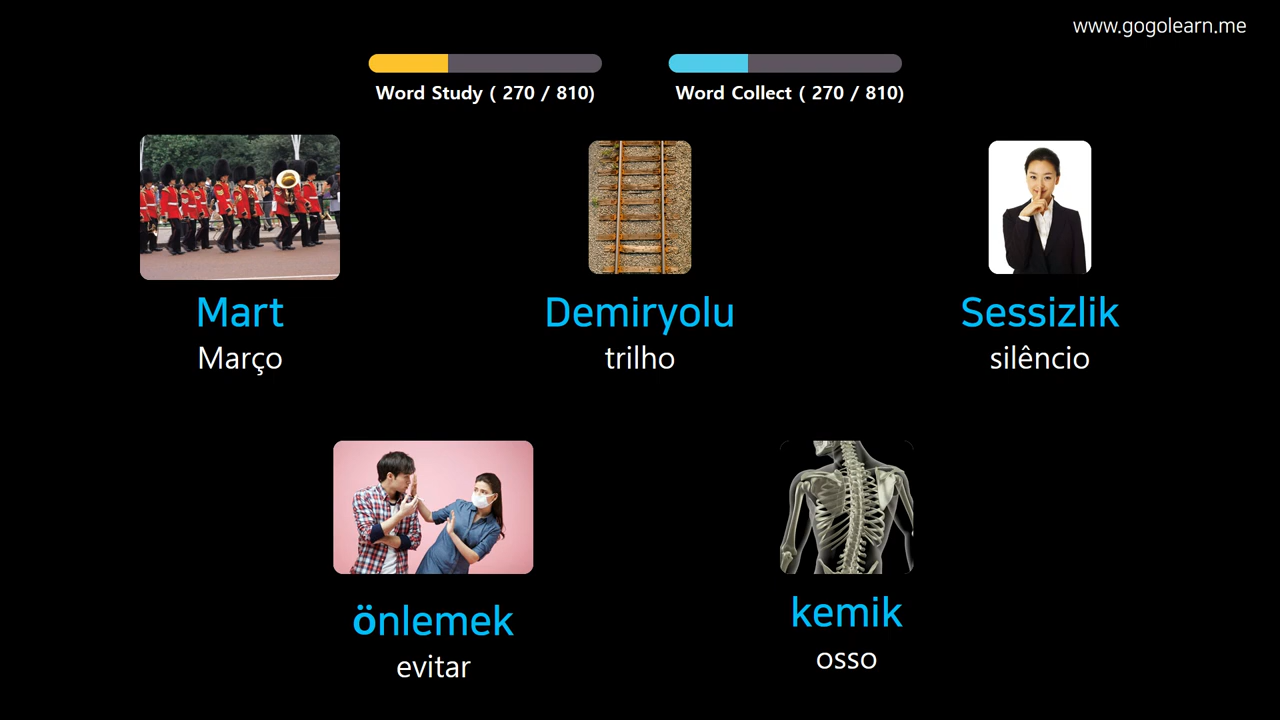 www.gogolearn.me
Word Study ( 270 / 810)
Word Collect ( 270 / 810)
Mart
Março
Demiryolu
trilho
Sessizlik
silêncio
önlemek
evitar
kemik
osso